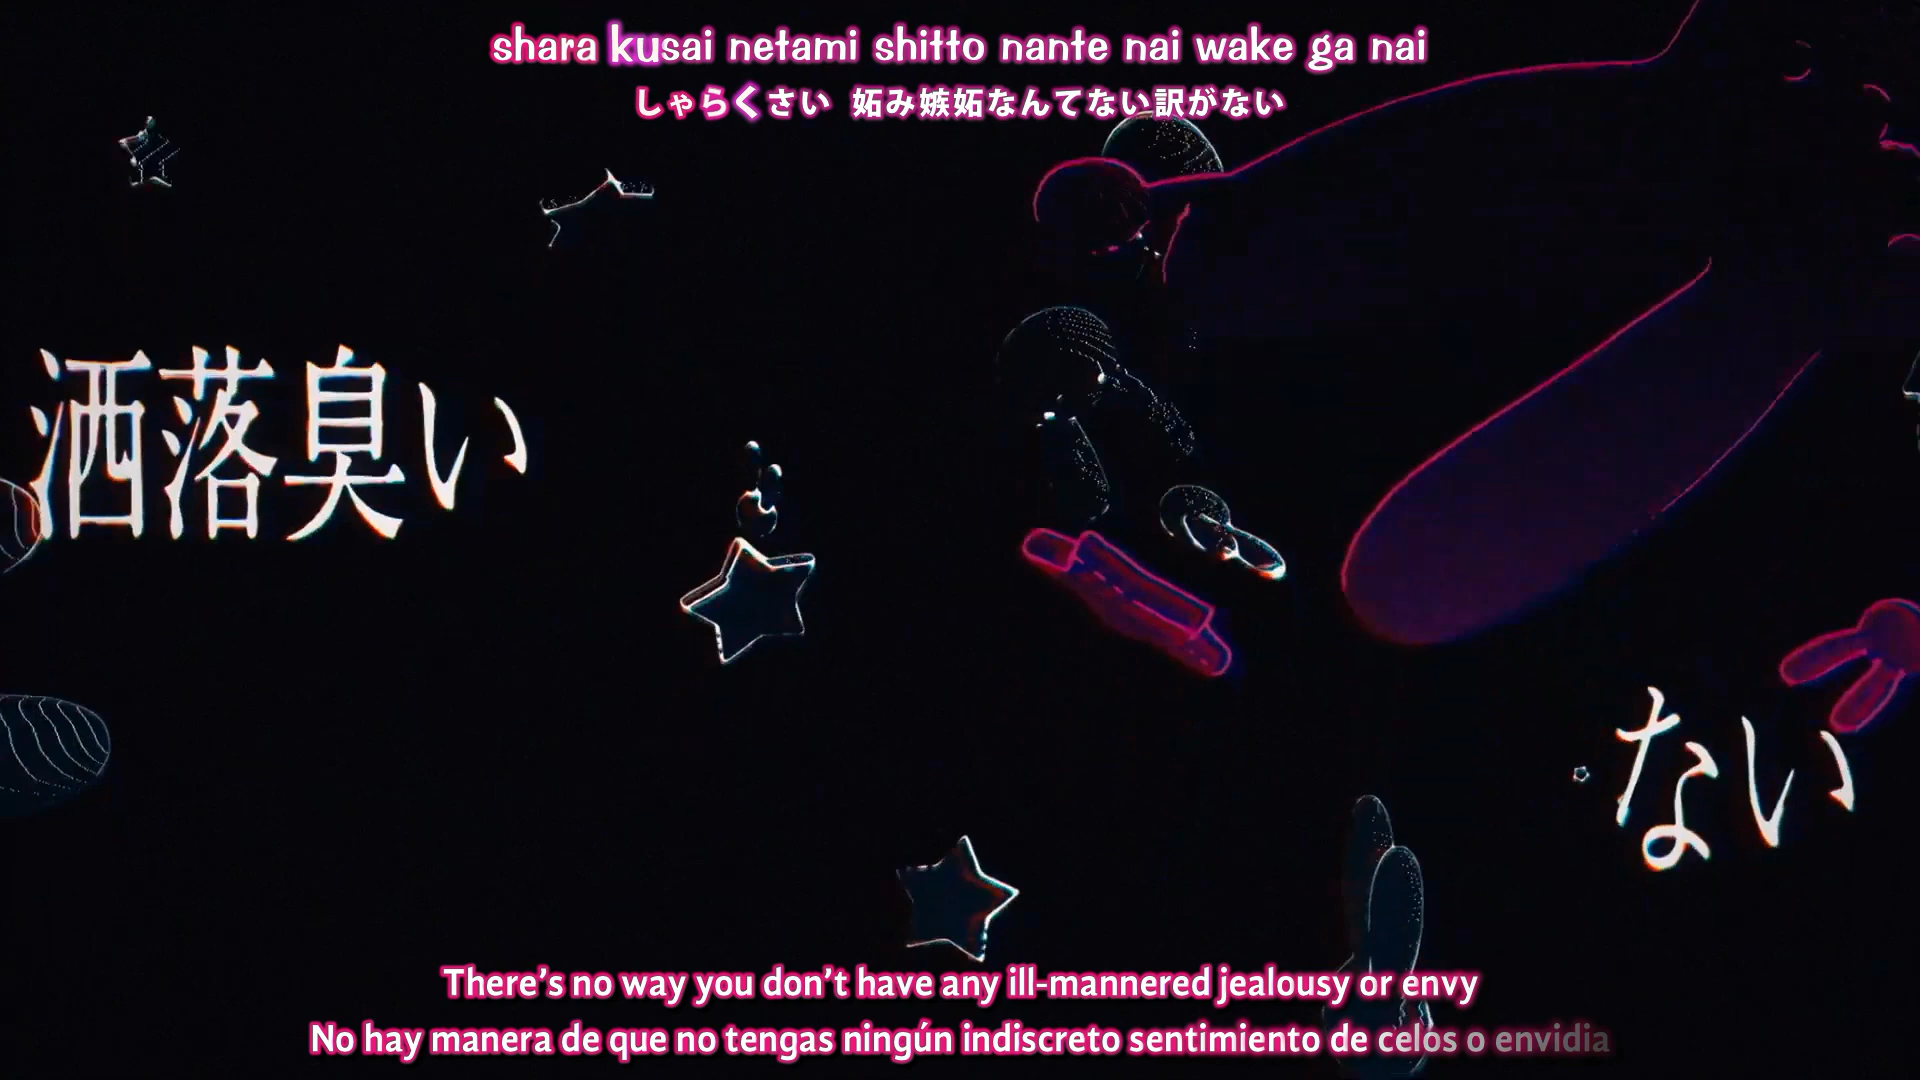 shara kusai netami shitto nante nai wake ga nai
しゃらくさい 妬み嫉妬なんてない訳がない
洒落臭い
ない
There's no way you don't have any ill-mannered jealousy or envy
No hay manera de que no tengas ningún indiscreto sentimiento de celos o envidia